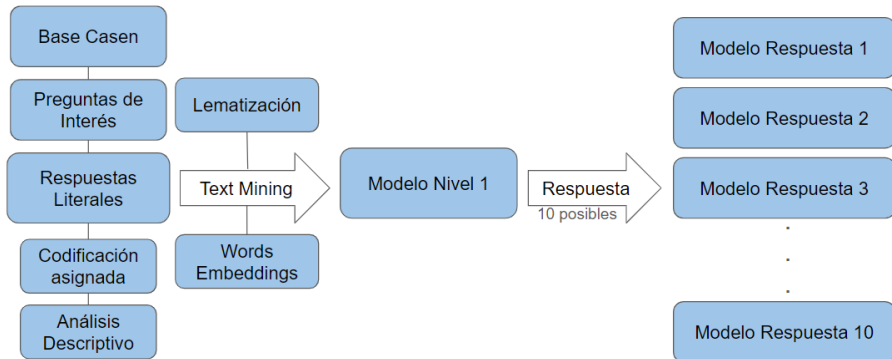 Base Casen
Preguntas de
Interés
Respuestas
Literales
Codificación
asignada
Análisis
Descriptivo
Lematización
Text Mining
Words
Embeddings
Modelo Nivel 1
Respuesta
10 posibles
Modelo Respuesta 1
Modelo Respuesta 2
Modelo Respuesta 3
.
.
.
Modelo Respuesta 10